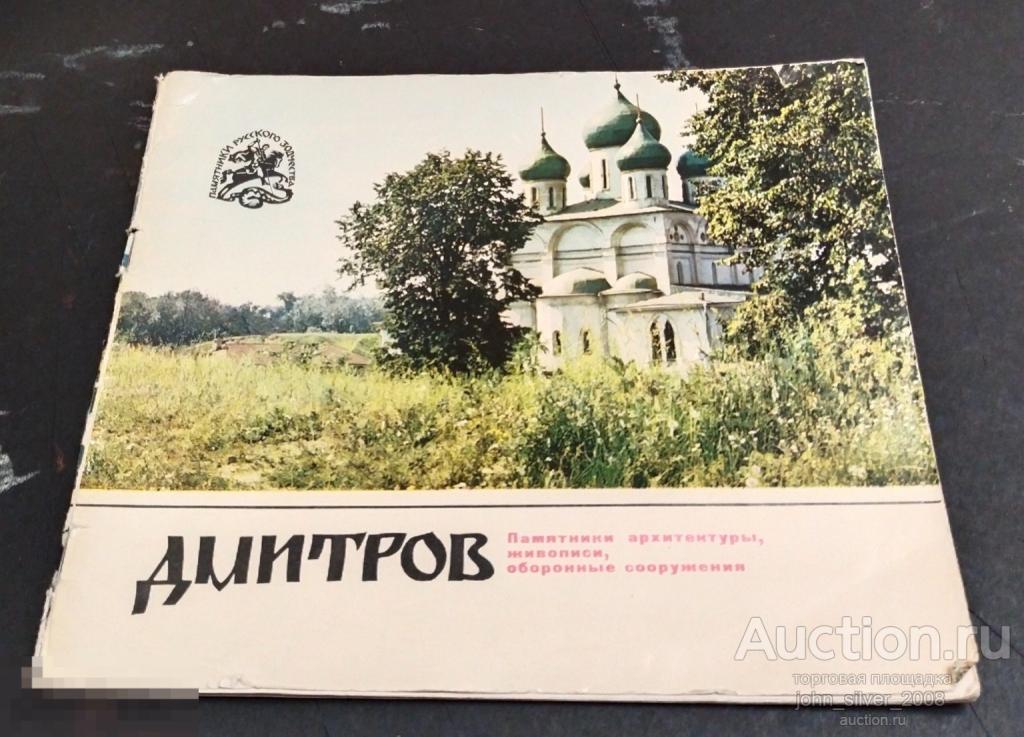 ПАМЯТНИКИ РУССКОГО ЗОДЧЕСТВА
ДМИТРОВ
Памятники архитектуры,
живописи,
оборонные сооружения
Auction.ru
торговая площадка
john_silver_2008
auction.ru